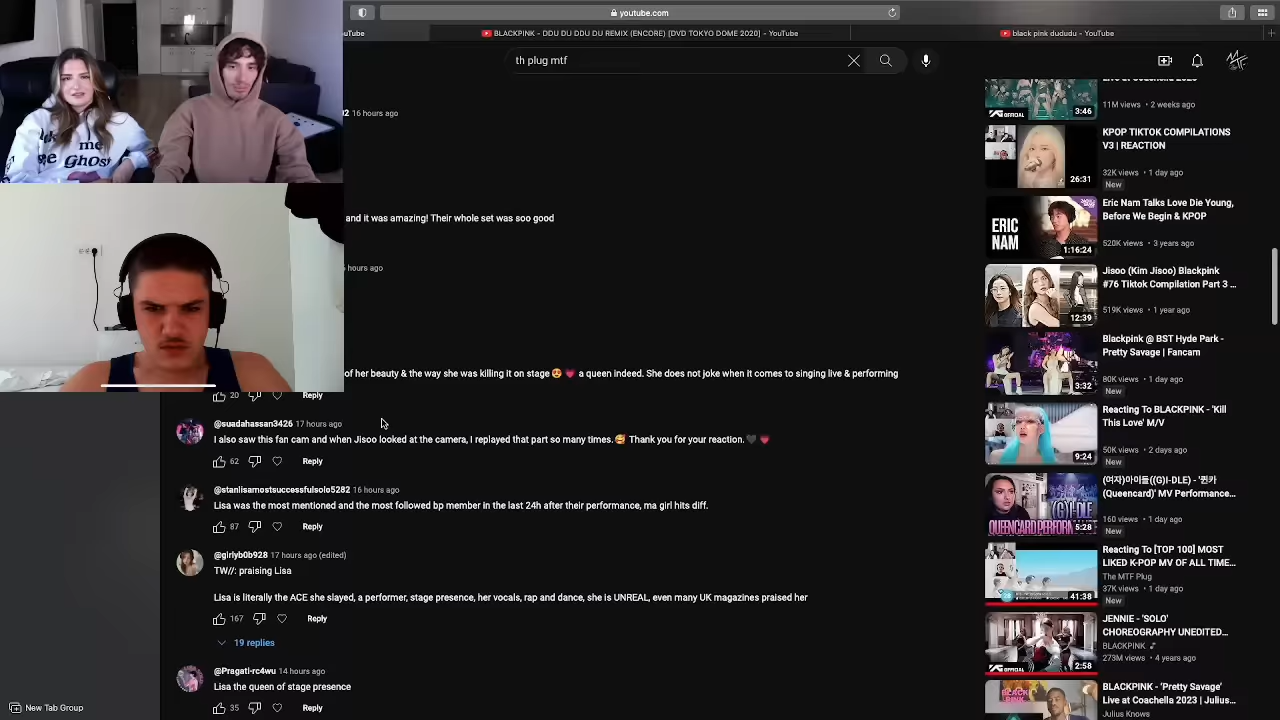 youtube.com
uTube
BLACKPINK - DDU DU DDU DU REMIX (ENCORE) [DVD TOKYO DOME 2020] - YouTube
black pink dududu - YouTube
th plug mtf
16 hours ago
and it was amazing! Their whole set was soo good
hours ago
of her beauty & the way she was killing it on stage 😍 💗 a queen indeed. She does not joke when it comes to singing live & performing
20
Reply
@suadahassan3426 17 hours ago
I also saw this fan cam and when Jisoo looked at the camera, I replayed that part so many times.🥰 Thank you for your reaction.🖤 💗
62
Reply
@stanlisamostsuccessfulsolo5282 16 hours ago
Lisa was the most mentioned and the most followed bp member in the last 24h after their performance, ma girl hits diff.
87
Reply
@girlyb0b928 17 hours ago (edited)
TW//: praising Lisa
Lisa is literally the ACE she slayed, a performer, stage presence, her vocals, rap and dance, she is UNREAL, even many UK magazines praised her
167
Reply
19 replies
@Pragati-rc4wu 14 hours ago
Lisa the queen of stage presence
35
Reply
New Tab Group
me
Ghost
YG OFFICIAL
3:46
Live at Coachella 2023
11M views • 2 weeks ago
26:31
KPOP TIKTOK COMPILATIONS
V3 | REACTION
32K views • 1 day ago
New
ERIC
NAM
1:16:24
Eric Nam Talks Love Die Young,
Before We Begin & KPOP
520K views • 3 years ago
12:39
Jisoo (Kim Jisoo) Blackpink
#76 Tiktok Compilation Part 3 ...
519K views • 1 year ago
3:32
Blackpink @ BST Hyde Park -
Pretty Savage | Fancam
80K views • 1 day ago
New
9:24
Reacting To BLACKPINK - 'Kill
This Love' M/V
50K views • 2 days ago
New
(G)I-DLE
QUEENCARD PERFORM
5:28
(여자)아이들((G)I-DLE) - '퀸카
(Queencard)' MV Performance...
160 views • 1 day ago
New
41:38
Reacting To [TOP 100] MOST
LIKED K-POP MV OF ALL TIME...
The MTF Plug
37K views • 1 day ago
New
YG OFFICIAL
2:58
JENNIE - 'SOLO'
CHOREOGRAPHY UNEDITED...
BLACKPINK
273M views • 4 years ago
BLACKPINK - 'Pretty Savage'
Live at Coachella 2023 | Julius...
Julius Knows